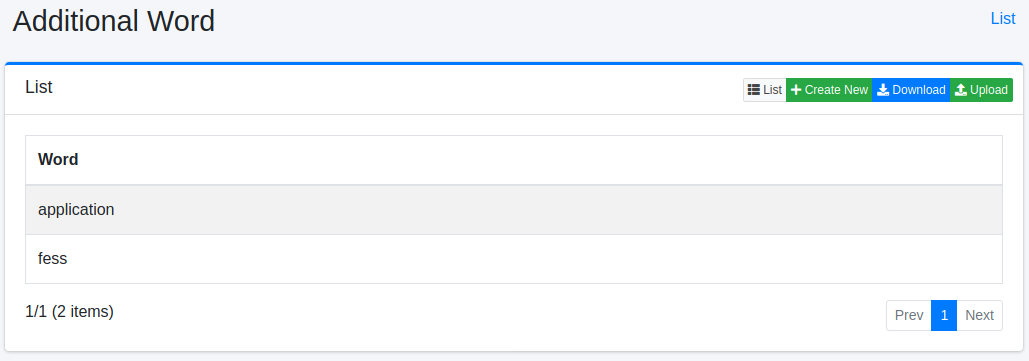 Additional Word
List
List
List Create New Download Upload
Word
application
fess
1/1 (2 items)
Prev 1 Next